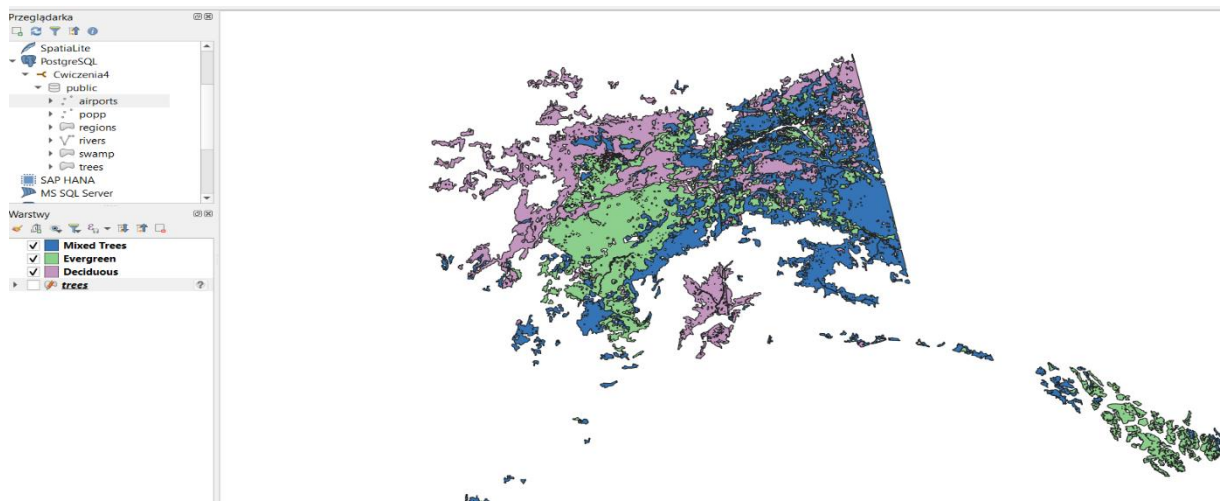 Przeglądarka
SpatiaLite
PostgreSQL
Cwiczenia4
public
airports
popp
regions
rivers
swamp
trees
SAP HANA
MS SQL Server
Warstwy
Mixed Trees
Evergreen
Deciduous
trees
?